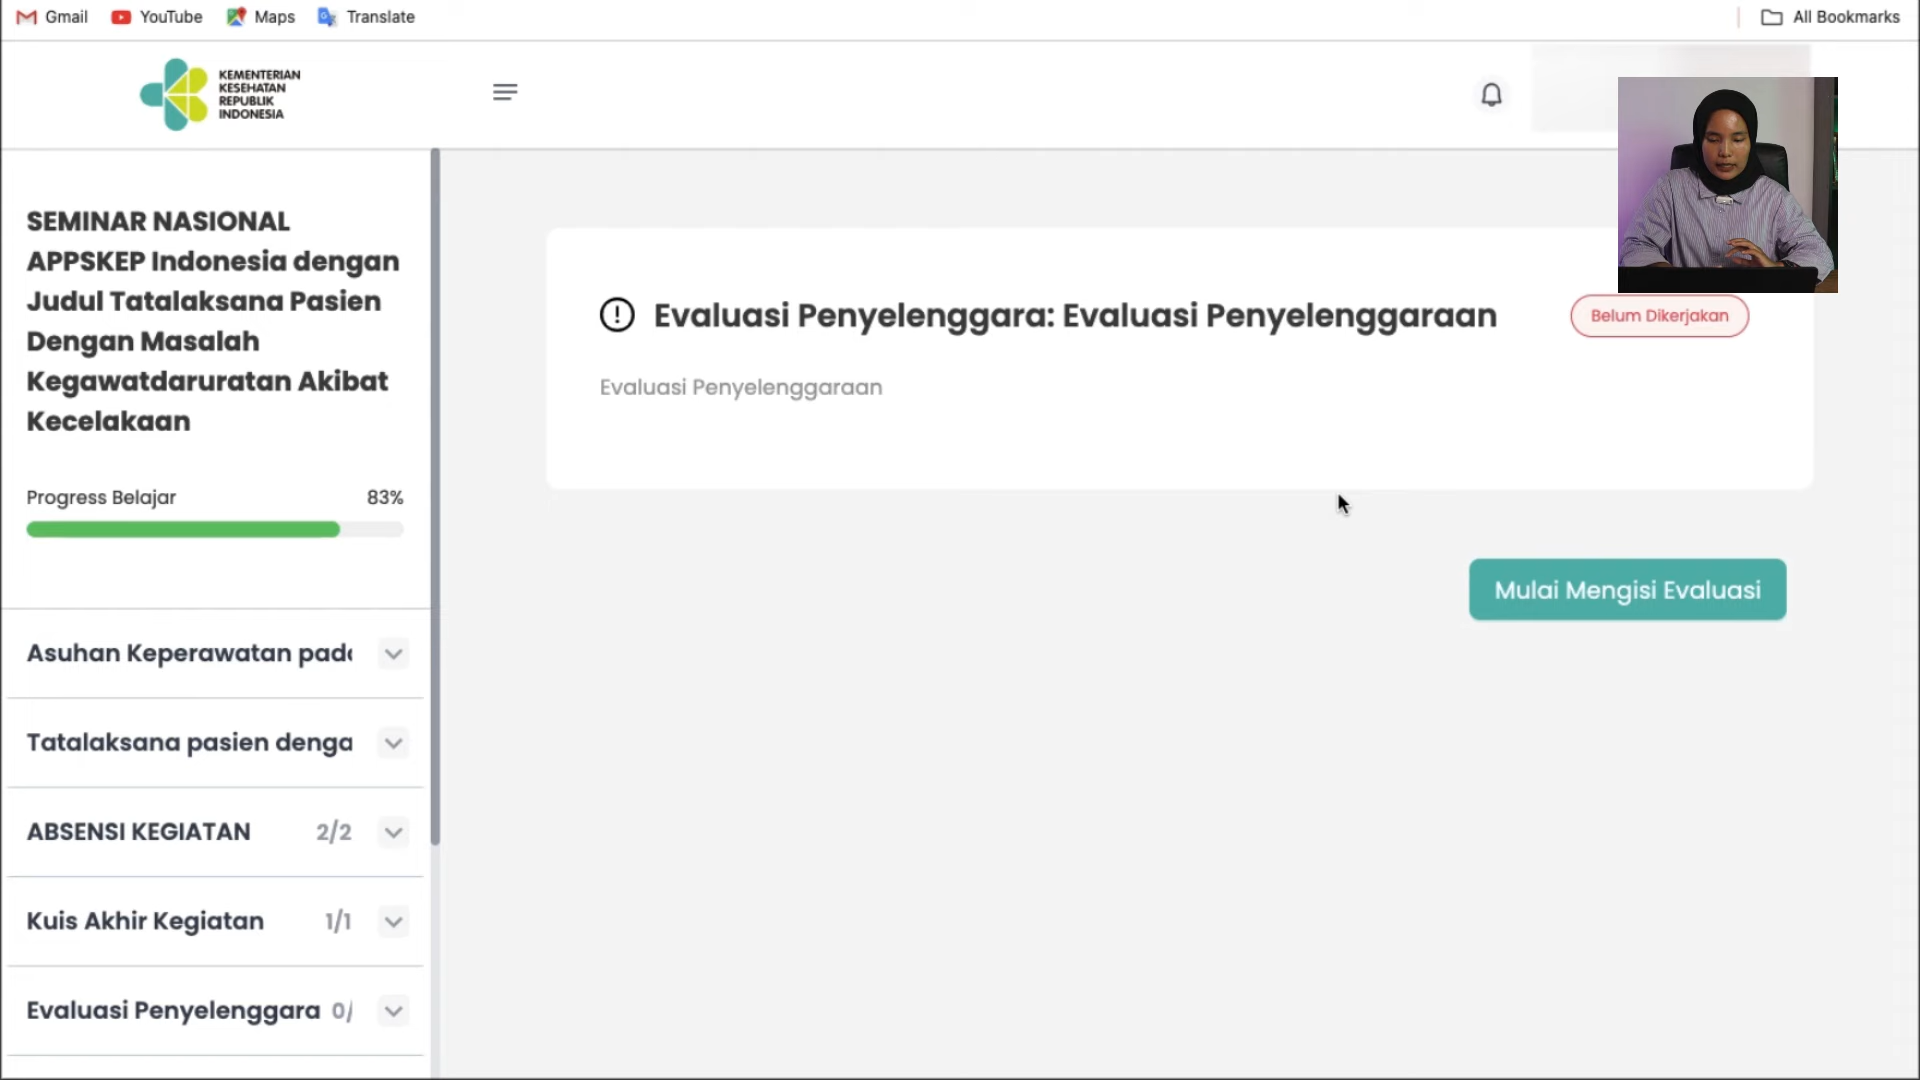 Gmail
YouTube
Maps
Translate
All Bookmarks
KEMENTERIAN
KESEHATAN
REPUBLIK
INDONESIA
SEMINAR NASIONAL
APPSKEP Indonesia dengan
Judul Tatalaksana Pasien
Dengan Masalah
Kegawatdaruratan Akibat
Kecelakaan
Progress Belajar 83%
Asuhan Keperawatan pada
Tatalaksana pasien denga
ABSENSI KEGIATAN 2/2
Kuis Akhir Kegiatan 1/1
Evaluasi Penyelenggara 0/
Evaluasi Penyelenggara: Evaluasi Penyelenggaraan
Belum Dikerjakan
Evaluasi Penyelenggaraan
Mulai Mengisi Evaluasi